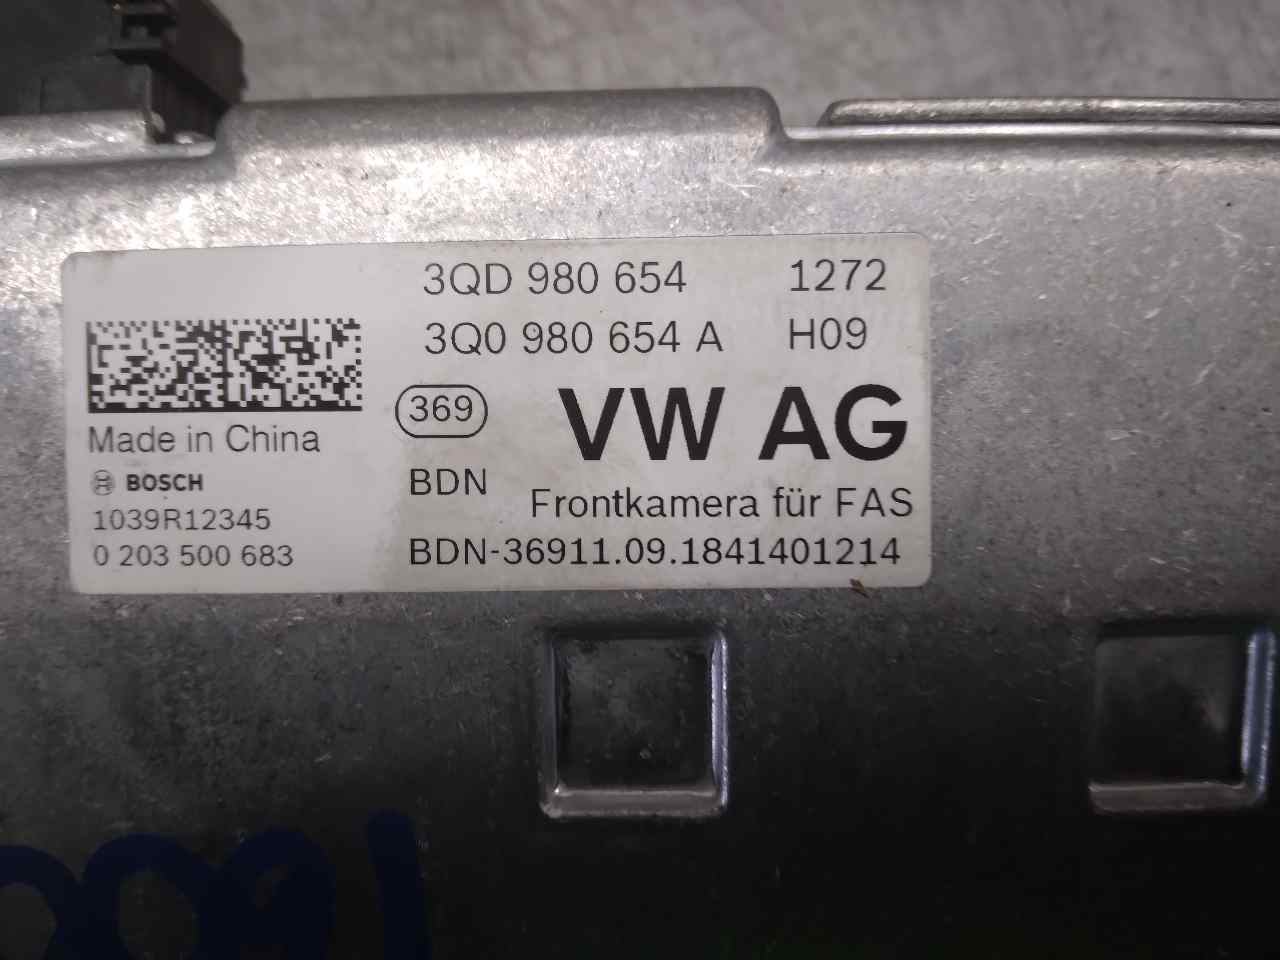 3QD 980 654 1272
3Q0 980 654 A H09
369 VW AG
Made in China
BOSCH BDN
Frontkamera für FAS
1039R12345
0 203 500 683 BDN-36911.09.1841401214